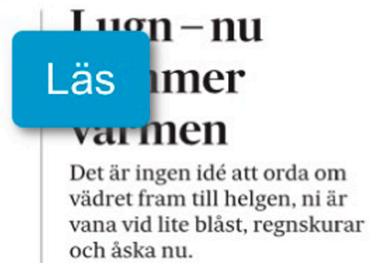 Lugn – nu
Läs
mmer
värmen
Det är ingen idé att orda om
vädret fram till helgen, ni är
vana vid lite blåst, regnskurar
och åska nu.